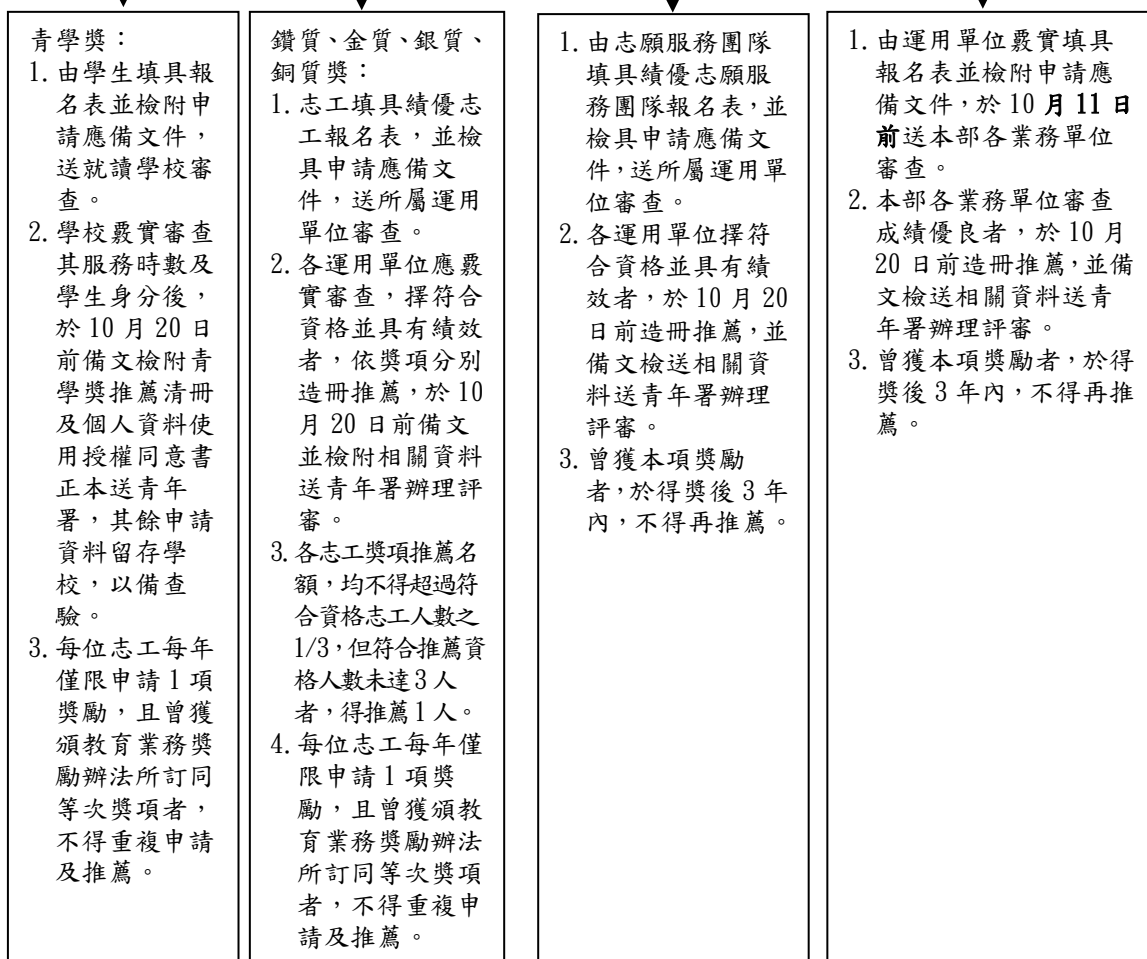 青學獎：
1. 由學生填具報
名表並檢附申
請應備文件，
送就讀學校審
查。
2. 學校覈實審查
其服務時數及
學生身分後，
於 10 月 20 日
前備文檢附青
學獎推薦清冊
及個人資料使
用授權同意書
正本送青年
署，其餘申請
資料留存學
校，以備查
驗。
3. 每位志工每年
僅限申請 1 項
獎勵，且曾獲
頒教育業務獎
勵辦法所訂同
等次獎項者，
不得重複申請
及推薦。
鑽質、金質、銀質、
銅質獎：
1. 志工填具績優志
工報名表，並檢
具申請應備文
件，送所屬運用
單位審查。
2. 各運用單位應覈
實審查，擇符合
資格並具有績效
者，依獎項分別
造冊推薦，於 10
月 20 日前備文
並檢附相關資料
送青年署辦理評
審。
3. 各志工獎項推薦名
額，均不得超過符
合資格志工人數之
1/3，但符合推薦資
格人數未達 3 人
者，得推薦 1 人。
4. 每位志工每年僅
限申請 1 項獎
勵，且曾獲頒教
育業務獎勵辦法
所訂同等次獎項
者，不得重複申
請及推薦。
1. 由志願服務團隊
填具績優志願服
務團隊報名表，並
檢具申請應備文
件，送所屬運用單
位審查。
2. 各運用單位擇符
合資格並具有績
效者，於 10 月 20
日前造冊推薦，並
備文檢送相關資
料送青年署辦理
評審。
3. 曾獲本項獎勵
者，於得獎後 3 年
內，不得再推薦。
1. 由運用單位覈實填具
報名表並檢附申請應
備文件，於 10 月 11 日
前送本部各業務單位
審查。
2. 本部各業務單位審查
成績優良者，於 10 月
20 日前造冊推薦，並備
文檢送相關資料送青
年署辦理評審。
3. 曾獲本項獎勵者，於得
獎後 3 年內，不得再推
薦。